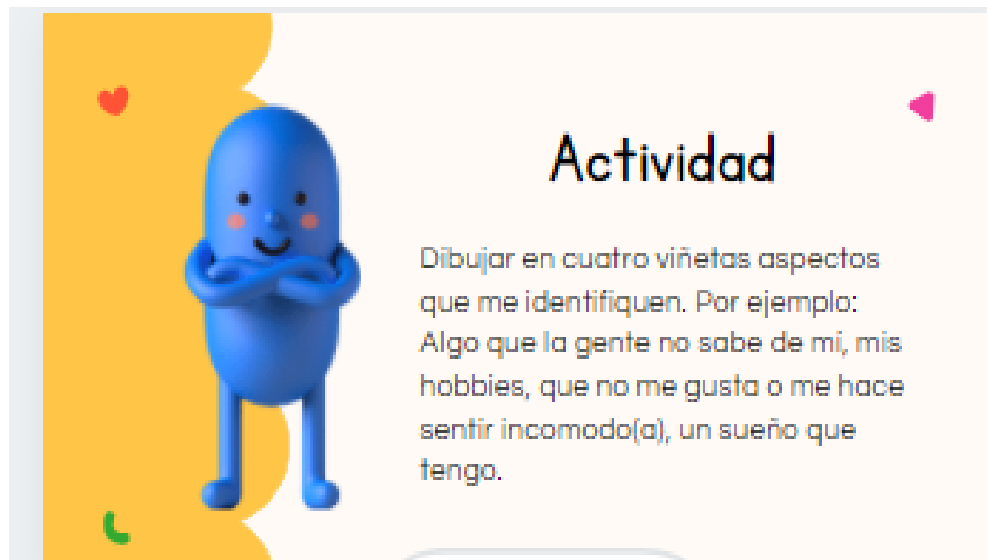 Actividad
Dibujar en cuatro viñetas aspectos
que me identifiquen. Por ejemplo:
Algo que la gente no sabe de mi, mis
hobbies, que no me gusta o me hace
sentir incomodo(a), un sueño que
tengo.